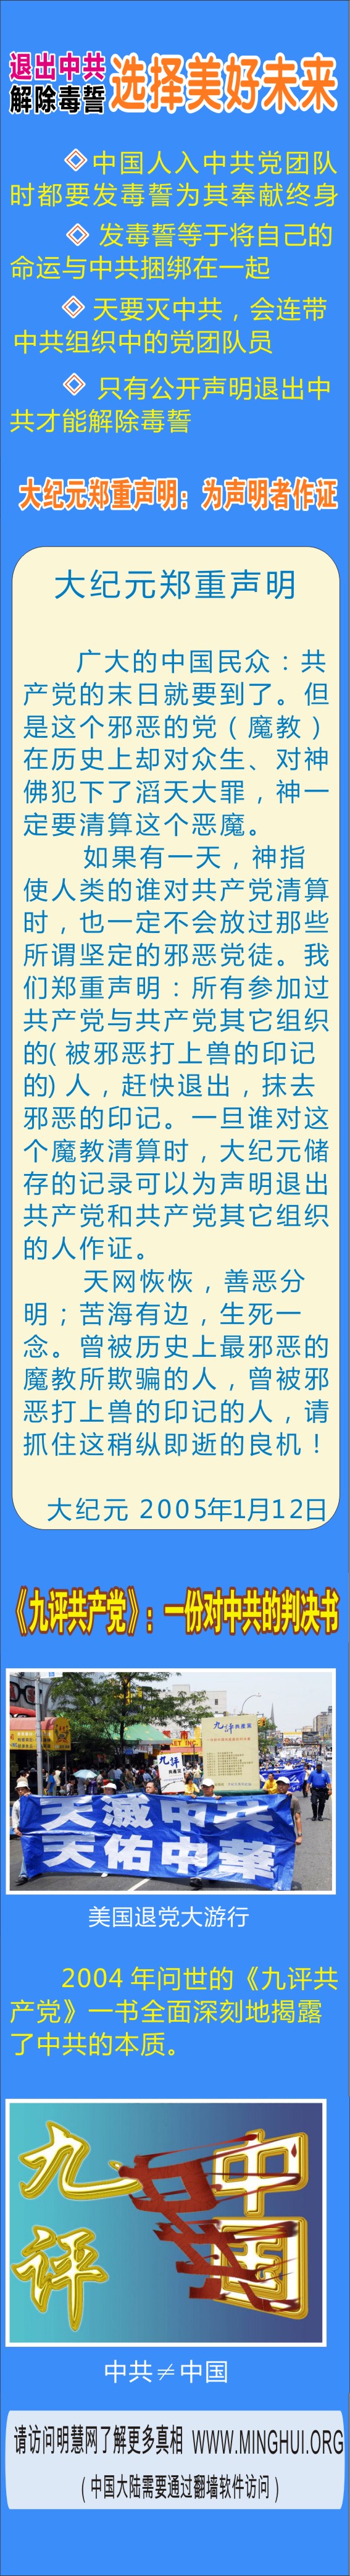 退出中共
解除毒誓
选择美好未来
中国人入中共党团队
时都要发毒誓为其奉献终身
发毒誓等于将自己的
命运与中共捆绑在一起
天要灭中共，会连带
中共组织中的党团队员
只有公开声明退出中
共才能解除毒誓
大纪元郑重声明：为声明者作证
大纪元郑重声明
广大的中国民众：共
产党的末日就要到了。但
是这个邪恶的党（魔教）
在历史上却对众生、对神
佛犯下了滔天大罪，神一
定要清算这个恶魔。
如果有一天，神指
使人类的谁对共产党清算
时，也一定不会放过那些
所谓坚定的邪恶党徒。我
们郑重声明：所有参加过
共产党与共产党其它组织
的(被邪恶打上兽的印记
的)人，赶快退出，抹去
邪恶的印记。一旦谁对这
个魔教清算时，大纪元储
存的记录可以为声明退出
共产党和共产党其它组织
的人作证。
天网恢恢，善恶分
明；苦海有边，生死一
念。曾被历史上最邪恶的
魔教所欺骗的人，曾被邪
恶打上兽的印记的人，请
抓住这稍纵即逝的良机！
大纪元 2005年1月12日
《九评共产党》：一份对中共的判决书
九评共产党
九评
天滅中共
天佑中華
美国退党大游行
2004年问世的《九评共
产党》一书全面深刻地揭露
了中共的本质。
九评
中国
中共≠中国
请访问明慧网了解更多真相 WWW.MINGHUI.ORG
(中国大陆需要通过翻墙软件访问)